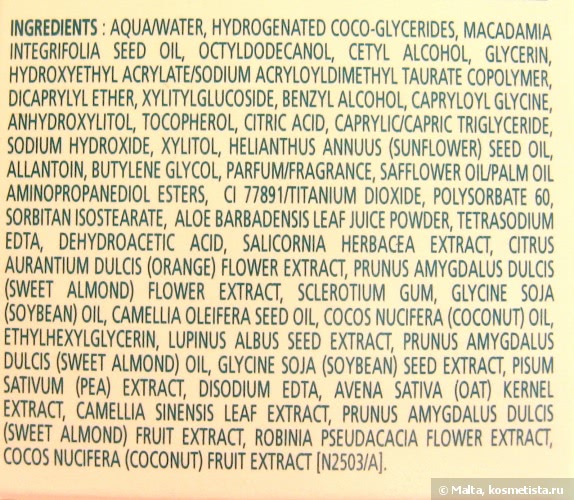 INGREDIENTS : AQUA/WATER, HYDROGENATED COCO-GLYCERIDES, MACADAMIA
INTEGRIFOLIA SEED OIL, OCTYLDODECANOL, CETYL ALCOHOL, GLYCERIN,
HYDROXYETHYL ACRYLATE/SODIUM ACRYLOYLDIMETHYL TAURATE COPOLYMER,
DICAPRYLYL ETHER, XYLITYLGLUCOSIDE, BENZYL ALCOHOL, CAPRYLOYL GLYCINE,
ANHYDROXYLITOL, TOCOPHEROL, CITRIC ACID, CAPRYLIC/CAPRIC TRIGLYCERIDE,
SODIUM HYDROXIDE, XYLITOL, HELIANTHUS ANNUUS (SUNFLOWER) SEED OIL,
ALLANTOIN, BUTYLENE GLYCOL, PARFUM/FRAGRANCE, SAFFLOWER OIL/PALM OIL
AMINOPROPANEDIOL ESTERS, CI 77891/TITANIUM DIOXIDE, POLYSORBATE 60,
SORBITAN ISOSTEARATE, ALOE BARBADENSIS LEAF JUICE POWDER, TETRASODIUM
EDTA, DEHYDROACETIC ACID, SALICORNIA HERBACEA EXTRACT, CITRUS
AURANTIUM DULCIS (ORANGE) FLOWER EXTRACT, PRUNUS AMYGDALUS DULCIS
(SWEET ALMOND) FLOWER EXTRACT, SCLEROTIUM GUM, GLYCINE SOJA
(SOYBEAN) OIL, CAMELLIA OLEIFERA SEED OIL, COCOS NUCIFERA (COCONUT) OIL,
ETHYLHEXYLGLYCERIN, LUPINUS ALBUS SEED EXTRACT, PRUNUS AMYGDALUS
DULCIS (SWEET ALMOND) OIL, GLYCINE SOJA (SOYBEAN) SEED EXTRACT, PISUM
SATIVUM (PEA) EXTRACT, DISODIUM EDTA, AVENA SATIVA (OAT) KERNEL
EXTRACT, CAMELLIA SINENSIS LEAF EXTRACT, PRUNUS AMYGDALUS DULCIS
(SWEET ALMOND) FRUIT EXTRACT, ROBINIA PSEUDACACIA FLOWER EXTRACT,
COCOS NUCIFERA (COCONUT) FRUIT EXTRACT [N2503/A].
© Malta, kosmetista.ru